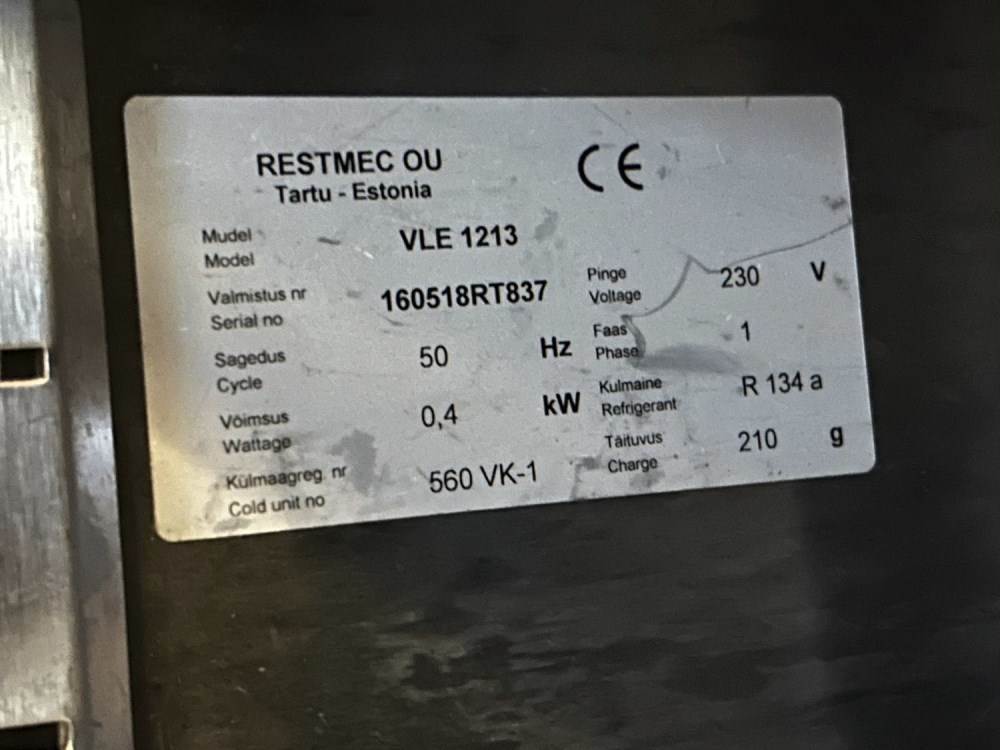 RESTMEC OU
Tartu - Estonia
CE
Mudel
Model
VLE 1213
Valmistus nr
Serial no
160518RT837
Pinge
Voltage
230 V
Sagedus
Cycle
50 Hz
Faas
Phase
1
Võimsus
Wattage
0,4 kW
Kulmaine
Refrigerant
R 134 a
Külmaagreg. nr
Cold unit no
560 VK-1
Täituvus
Charge
210 g